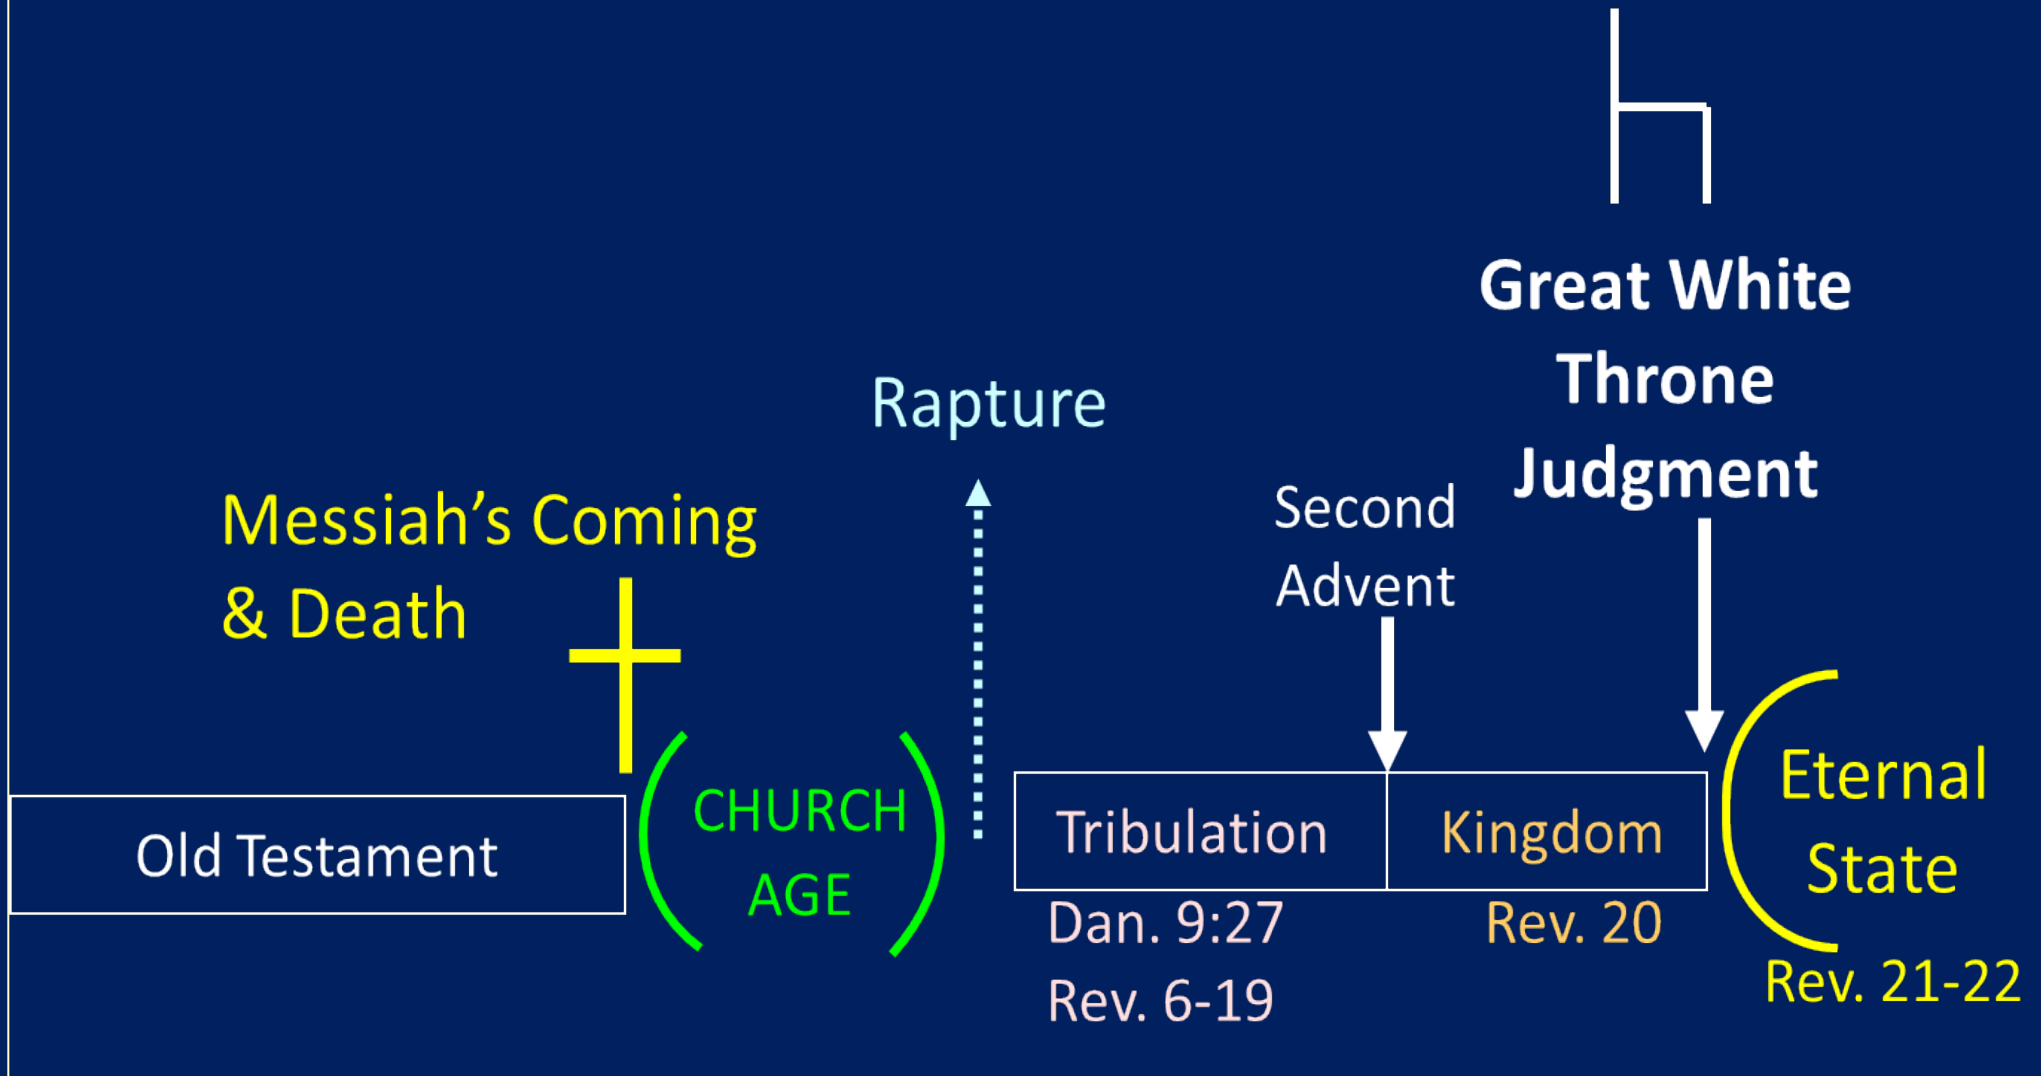 Great White
Throne
Judgment
Rapture
Second
Advent
Messiah’s Coming
& Death
Old Testament
CHURCH
AGE
Tribulation
Kingdom
Eternal
State
Dan. 9:27
Rev. 6-19
Rev. 20
Rev. 21-22